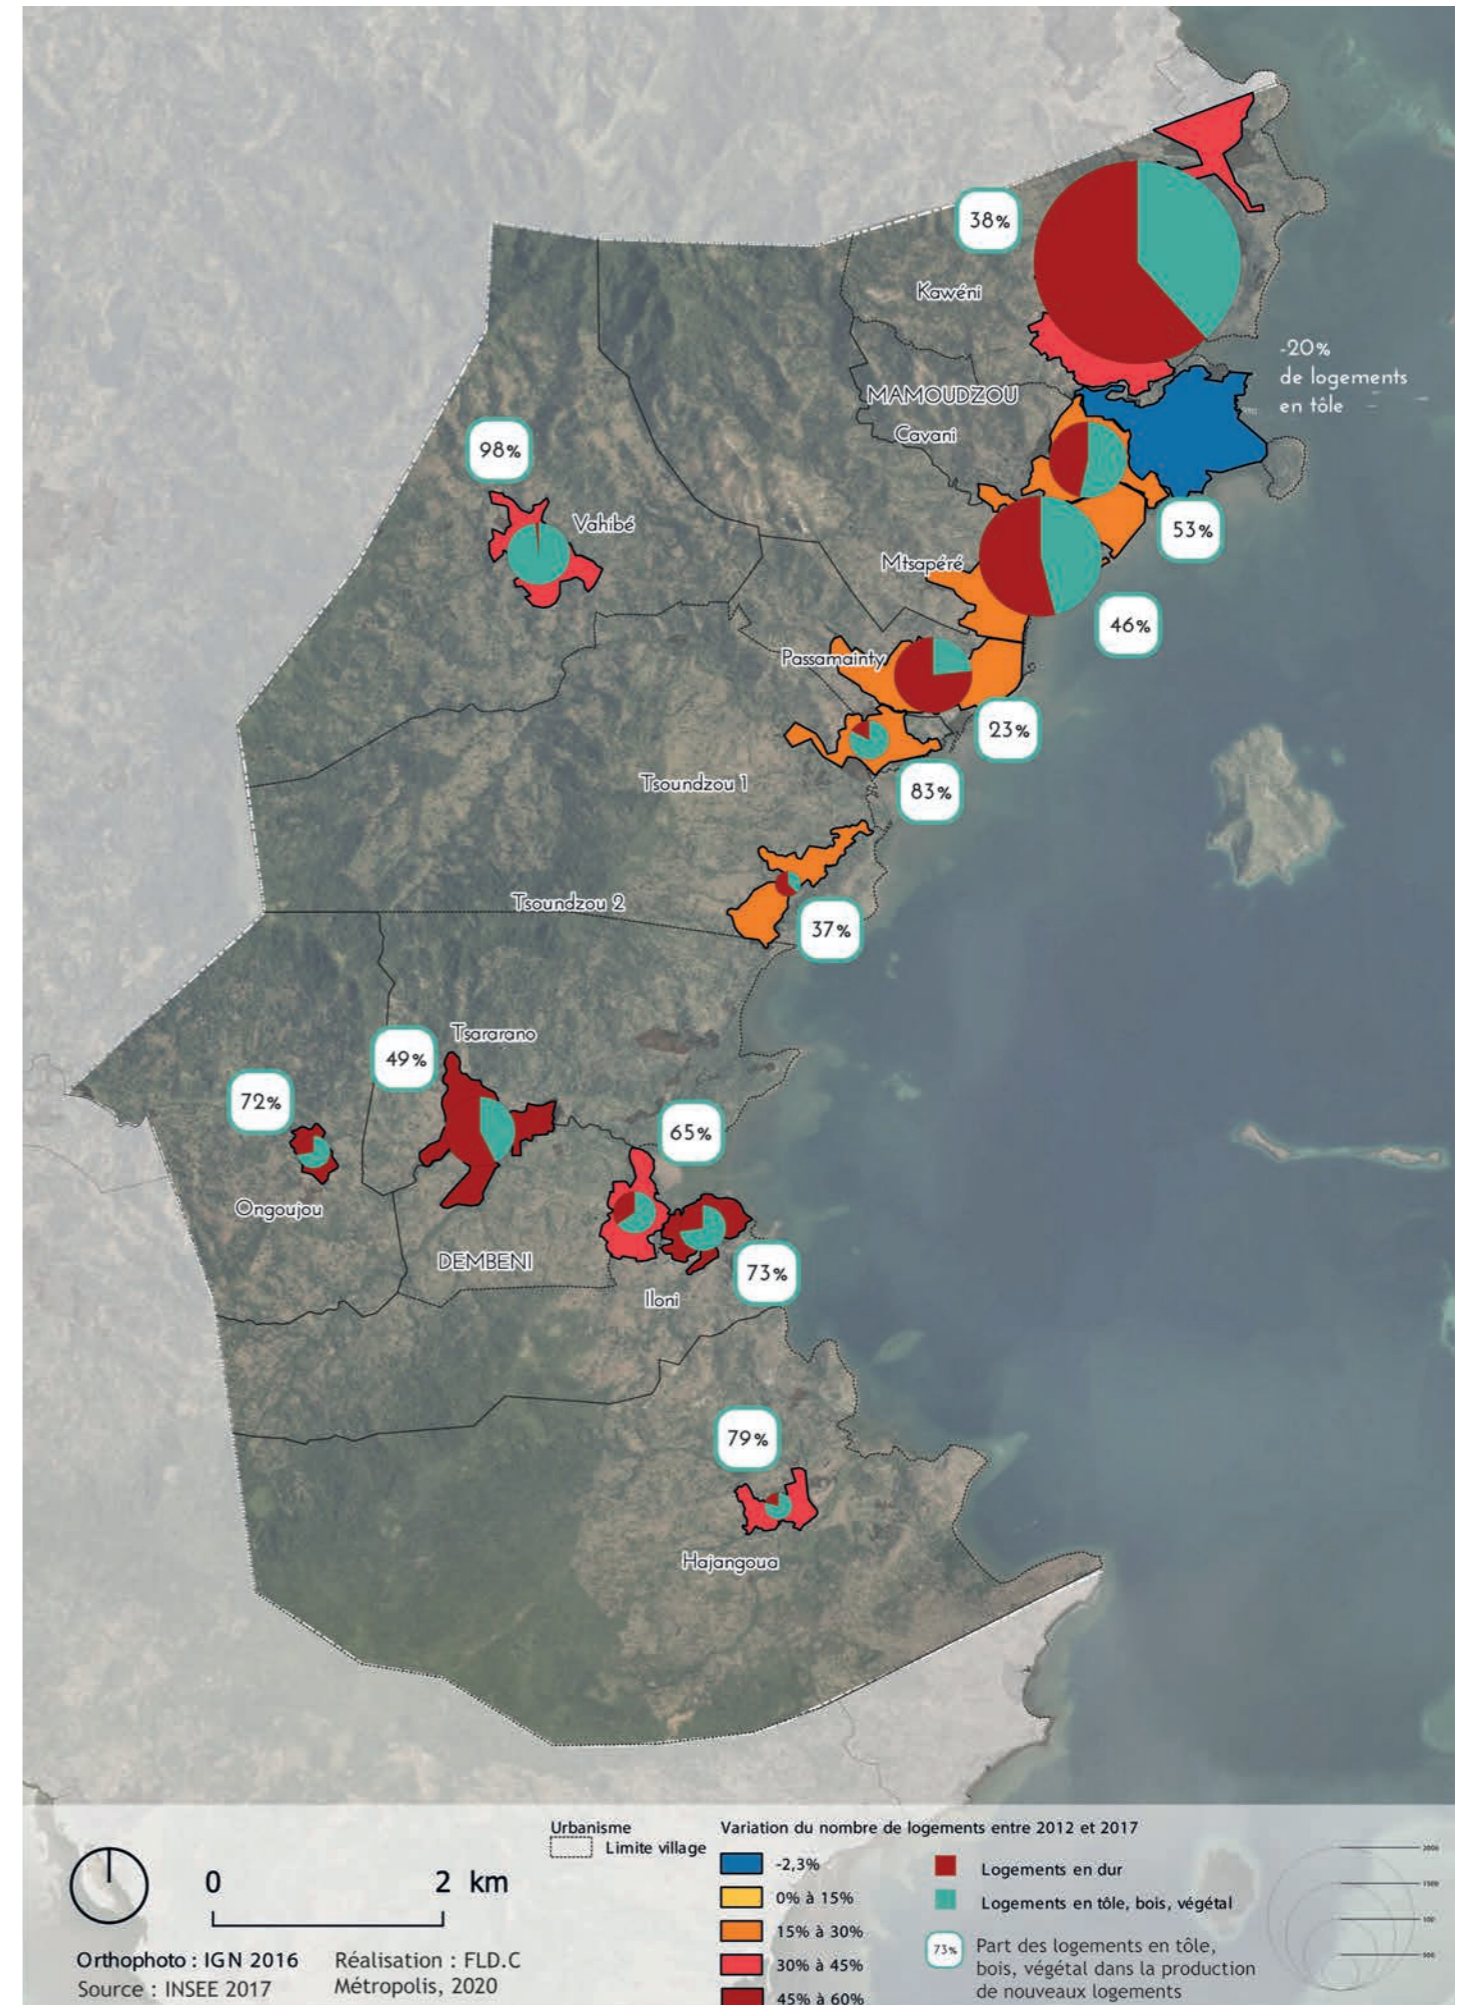 38%
Kawéni
-20%
de logements
en tôle
MAMOUDZOU
Cavani
98%
Vahibé
53%
Mtsapéré
46%
Passamainty
23%
Tsoundzou 1
83%
Tsoundzou 2
37%
Tsararano
49%
72%
65%
Ongoujou
DEMBENI
73%
Iloni
79%
Hajangoua
Urbanisme
Limite village
0
2 km
Orthophoto : IGN 2016
Source : INSEE 2017
Réalisation : FLD.C
Métropolis, 2020
Variation du nombre de logements entre 2012 et 2017
-2,3%
0% à 15%
15% à 30%
30% à 45%
45% à 60%
Logements en dur
Logements en tôle, bois, végétal
73%
Part des logements en tôle,
bois, végétal dans la production
de nouveaux logements
2000
1500
500